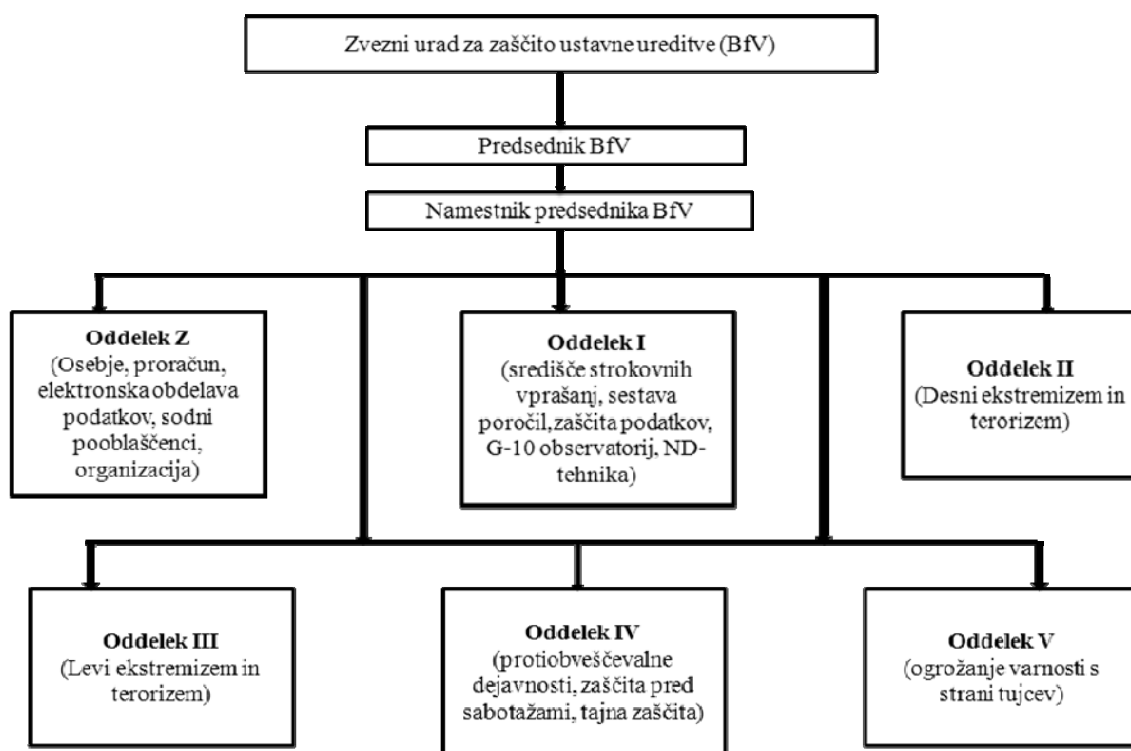 Zvezni urad za zaščito ustavne ureditve (BfV)
Predsednik BfV
Namestnik predsednika BfV
Oddelek Z
(Osebje, proračun,
elektronska obdelava
podatkov, sodni
pooblaščenci,
organizacija)
Oddelek I
(središče strokovnih
vprašanj, sestava
poročil,zaščita podatkov,
G-10 observatorij, ND-
tehnika)
Oddelek II
(Desni ekstremizem in
terorizem)
Oddelek III
(Levi ekstremizem in
terorizem)
Oddelek IV
(protiobveščevalne
dejavnosti, zaščita pred
sabotažami, tajna zaščita)
Oddelek V
(ogrožanje varnosti s
strani tujcev)